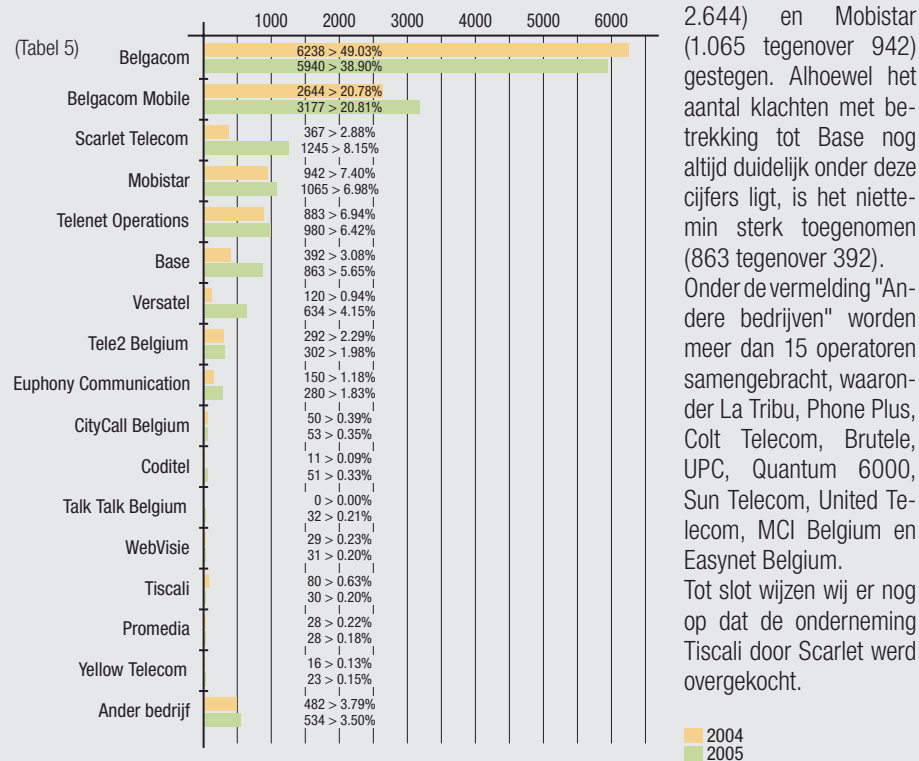 1000 2000 3000 4000 5000 6000
(Tabel 5)
Belgacom
6238 > 49.03%
5940 > 38.90%
Belgacom Mobile
2644 > 20.78%
3177 > 20.81%
Scarlet Telecom
367 > 2.88%
1245 > 8.15%
Mobistar
942 > 7.40%
1065 > 6.98%
Telenet Operations
883 > 6.94%
980 > 6.42%
Base
392 > 3.08%
863 > 5.65%
Versatel
120 > 0.94%
634 > 4.15%
Tele2 Belgium
292 > 2.29%
302 > 1.98%
Euphony Communication
150 > 1.18%
280 > 1.83%
CityCall Belgium
50 > 0.39%
53 > 0.35%
Coditel
11 > 0.09%
51 > 0.33%
Talk Talk Belgium
0 > 0.00%
32 > 0.21%
WebVisie
29 > 0.23%
31 > 0.20%
Tiscali
80 > 0.63%
30 > 0.20%
Promedia
28 > 0.22%
28 > 0.18%
Yellow Telecom
16 > 0.13%
23 > 0.15%
Ander bedrijf
482 > 3.79%
534 > 3.50%
2.644) en Mobistar
(1.065 tegenover 942)
gestegen. Alhoewel het
aantal klachten met be-
trekking tot Base nog
altijd duidelijk onder deze
cijfers ligt, is het niette-
min sterk toegenomen
(863 tegenover 392).
Onder de vermelding "An-
dere bedrijven" worden
meer dan 15 operatoren
samengebracht, waaron-
der La Tribu, Phone Plus,
Colt Telecom, Brutele,
UPC, Quantum 6000,
Sun Telecom, United Te-
lecom, MCI Belgium en
Easynet Belgium.
Tot slot wijzen wij er nog
op dat de onderneming
Tiscali door Scarlet werd
overgekocht.
2004
2005